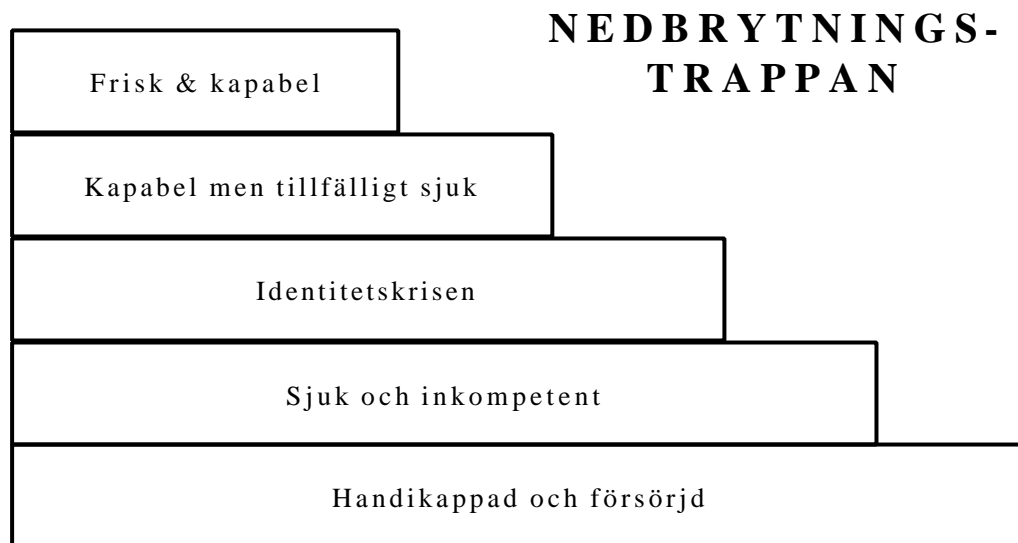 NEDBRYTNINGS-
TRAPPAN
Frisk & kapabel
Kapabel men tillfälligt sjuk
Identitetskrisen
Sjuk och inkompetent
Handikappad och försörjd